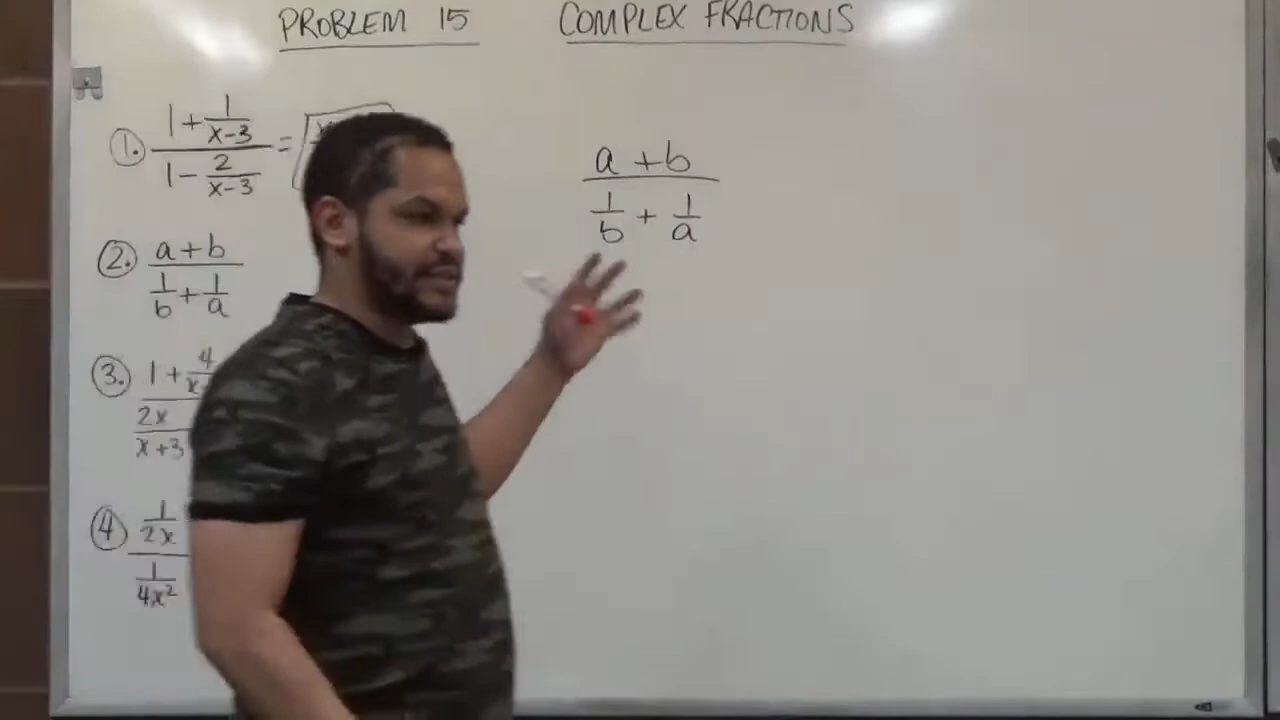 PROBLEM 15 COMPLEX FRACTIONS
1. 1 + 1
x-3 =
1 - 2
x-3
2. a + b
1 + 1
b a
3. 1 + 4
2x
x+3
4 1
2x
1
4x²
a + b
1 + 1
b a